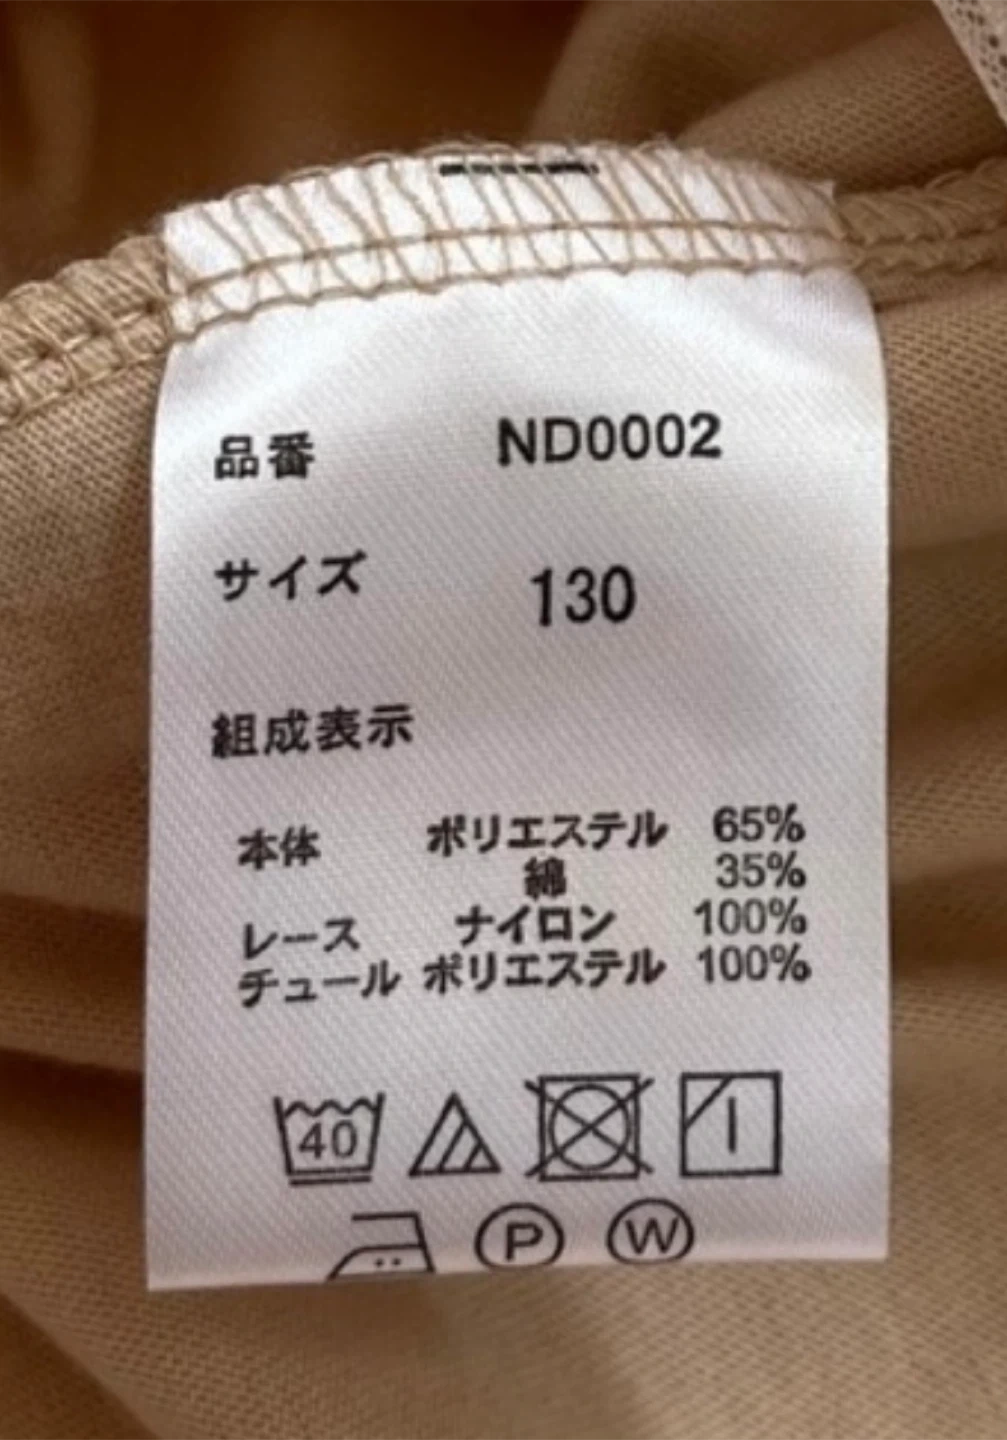 品番 ND0002
サイズ 130
組成表示
本体 ポリエステル 65%
綿 35%
レース ナイロン 100%
チュール ポリエステル 100%
40
P W